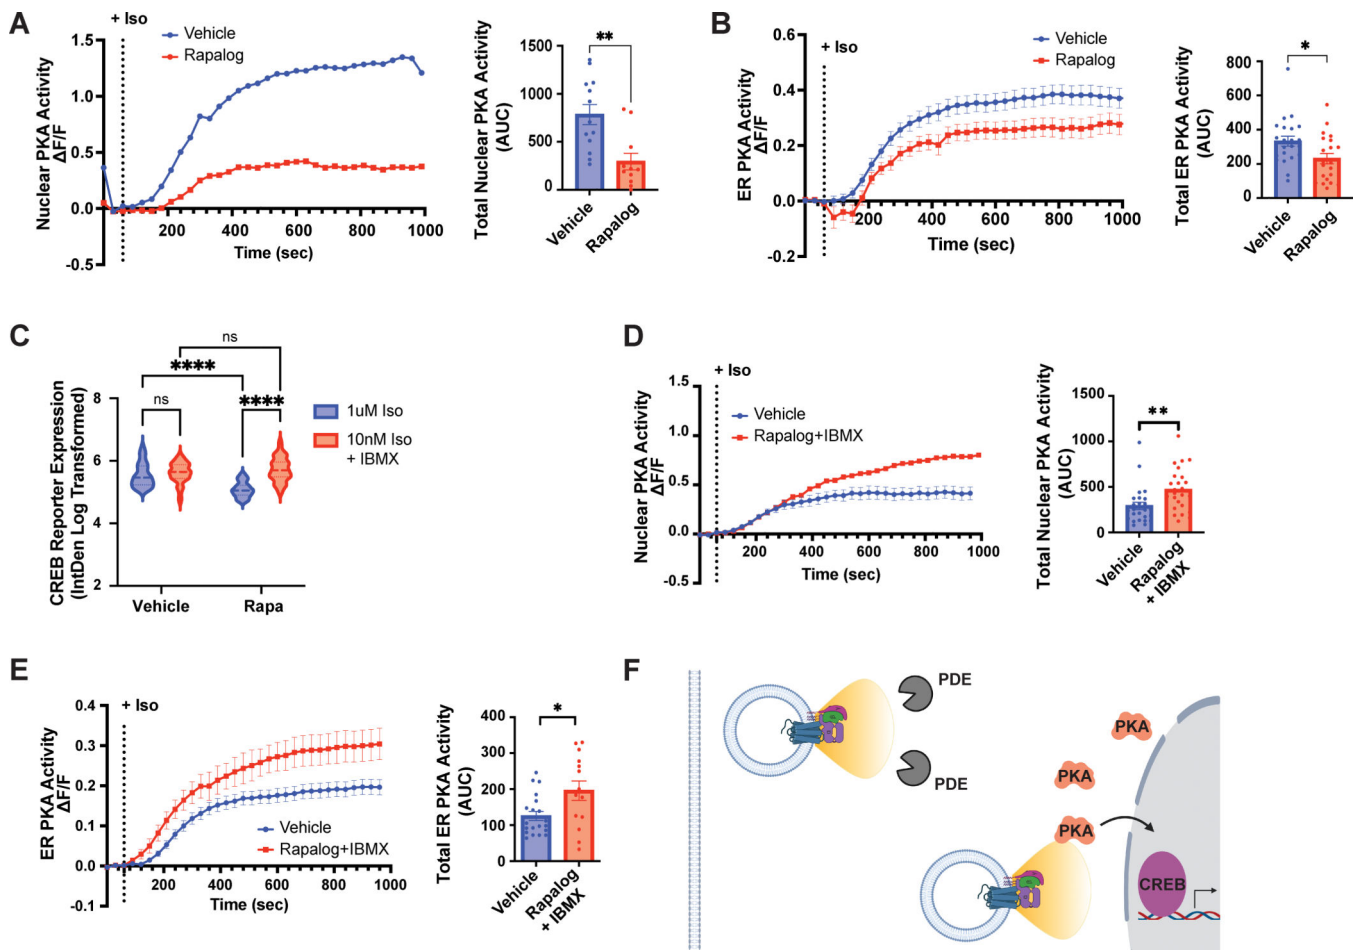 A
+ Iso
Vehicle
Rapalog
Nuclear PKA Activity
ΔF/F
1.5
1.0
0.5
0.0
-0.5
200 400 600 800 1000
Time (sec)
Total Nuclear PKA Activity
(AUC)
1500
1000
500
0
**
Vehicle
Rapalog
B
+ Iso
Vehicle
Rapalog
ER PKA Activity
ΔF/F
0.6
0.4
0.2
0.0
-0.2
200 400 600 800 1000
Time (sec)
Total ER PKA Activity
(AUC)
800
600
400
200
0
*
Vehicle
Rapalog
C
ns
****
ns
****
CREB Reporter Expression
(IntDen Log Transformed)
8
6
4
2
Vehicle Rapa
1uM Iso
10nM Iso
+ IBMX
D
+ Iso
Vehicle
Rapalog+IBMX
Nuclear PKA Activity
ΔF/F
1.5
1.0
0.5
0.0
-0.5
200 400 600 800 1000
Time (sec)
Total Nuclear PKA Activity
(AUC)
1500
1000
500
0
**
Vehicle
Rapalog
+ IBMX
E
+ Iso
ER PKA Activity
ΔF/F
0.4
0.3
0.2
0.1
0.0
-0.1
Vehicle
Rapalog+IBMX
200 400 600 800 1000
Time (sec)
Total ER PKA Activity
(AUC)
400
300
200
100
0
*
Vehicle
Rapalog
+ IBMX
F
PDE
PDE
PKA
PKA
PKA
CREB